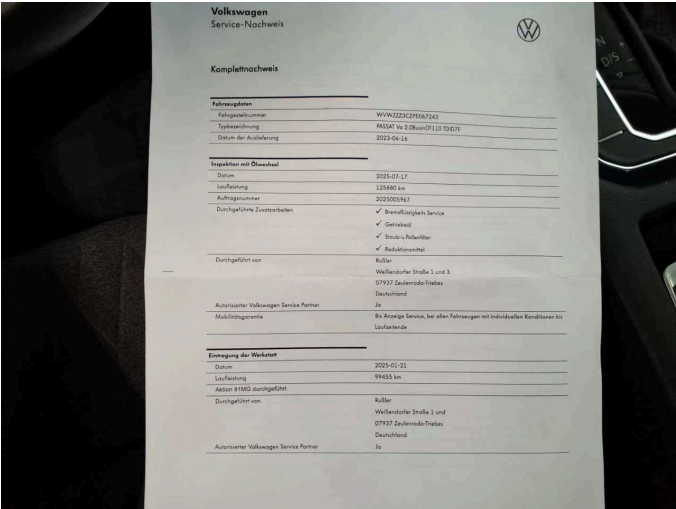 Volkswagen
Service-Nachweis
Komplettnachweis
Fahrzeugdaten
Fahrgestellnummer WVWZZZ3CZPE067243
Typbezeichnung PASSAT Va 2.0BusinDT110 TDID7F
Datum der Auslieferung 2023-06-16
Inspektion mit Ölwechsel
Datum 2025-07-17
Laufleistung 125880 km
Auftragsnummer 2025005967
Durchgeführte Zusatzarbeiten ✓ Bremsflüssigkeits Service
✓ Getriebeöl
✓ Staub-u.Pollenfilter
✓ Reduktionsmittel
Durchgeführt von Rußler
Weißendorfer Straße 1 und 3
07937 Zeulenroda-Triebes
Deutschland
Autorisierter Volkswagen Service Partner Ja
Mobilitätsgarantie Bis Anzeige Service, bei allen Fahrzeugen mit individuellen Konditionen bis
Laufzeitende
Eintragung der Werkstatt
Datum 2025-01-21
Laufleistung 99455 km
Aktion 91MG durchgeführt
Durchgeführt von Rußler
Weißendorfer Straße 1 und
07937 Zeulenroda-Triebes
Deutschland
Autorisierter Volkswagen Service Partner Ja
N
D/S
+